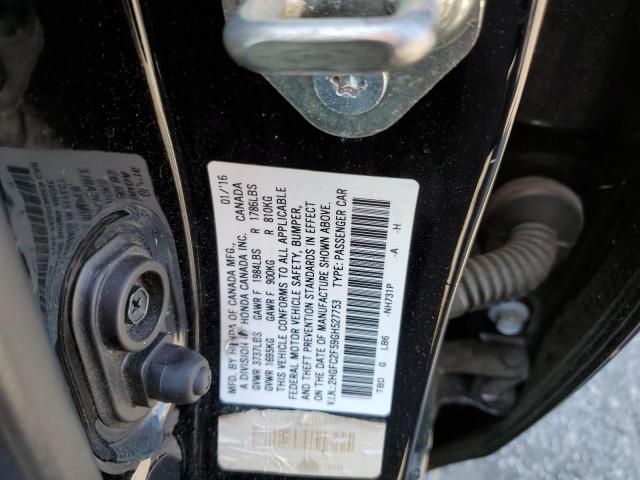 MFD. BY HONDA OF CANADA MFG., 01/16
A DIVISION OF HONDA CANADA INC. CANADA
GVWR 3737LBS GAWR F 1984LBS R 1786LBS
GVWR 1695KG GAWR F 900KG R 810KG
THIS VEHICLE CONFORMS TO ALL APPLICABLE
FEDERAL MOTOR VEHICLE SAFETY, BUMPER,
AND THEFT PREVENTION STANDARDS IN EFFECT
ON THE DATE OF MANUFACTURE SHOWN ABOVE.
V.I.N.: 2HGFC2F59GH527753 TYPE: PASSENGER CAR
TBD G LB6 -NH731P -A -H